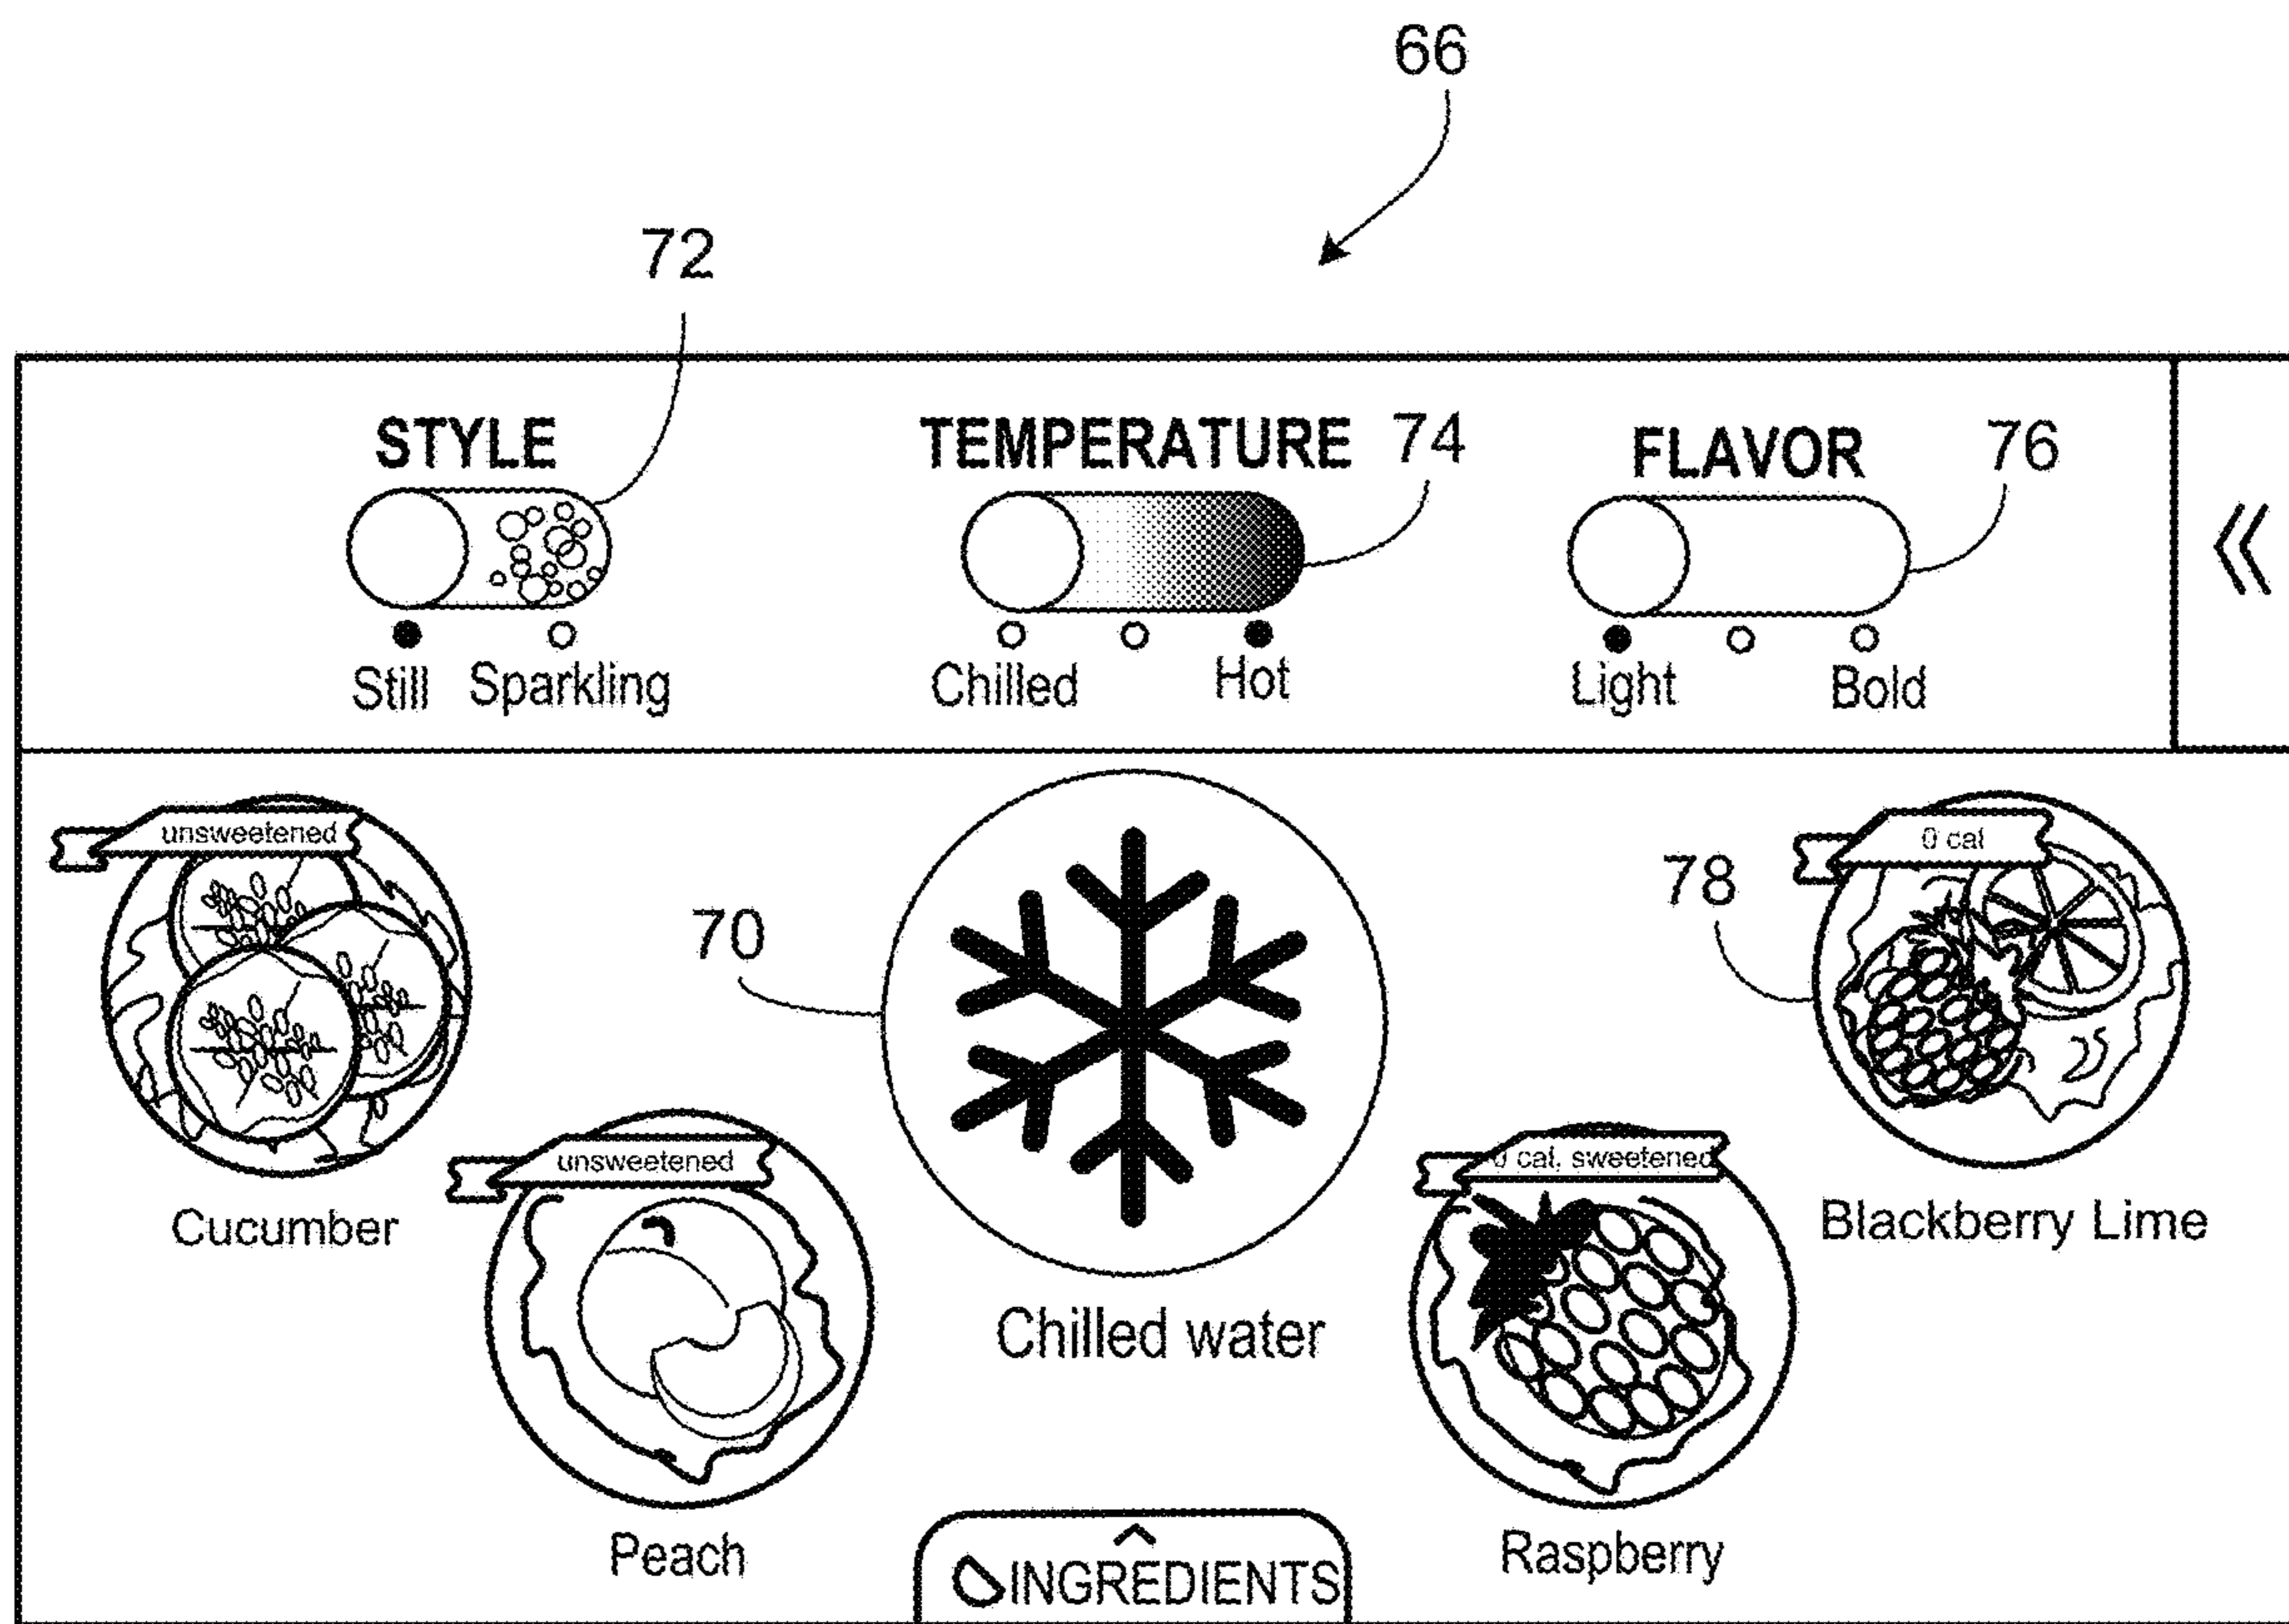 66
72
STYLE
TEMPERATURE
74
FLAVOR
76
Still
Sparkling
Chilled
Hot
Light
Bold
unsweetened
0 cal
78
70
Cucumber
unsweetened
0 cal, sweetened
Blackberry Lime
Chilled water
Peach
Raspberry
INGREDIENTS